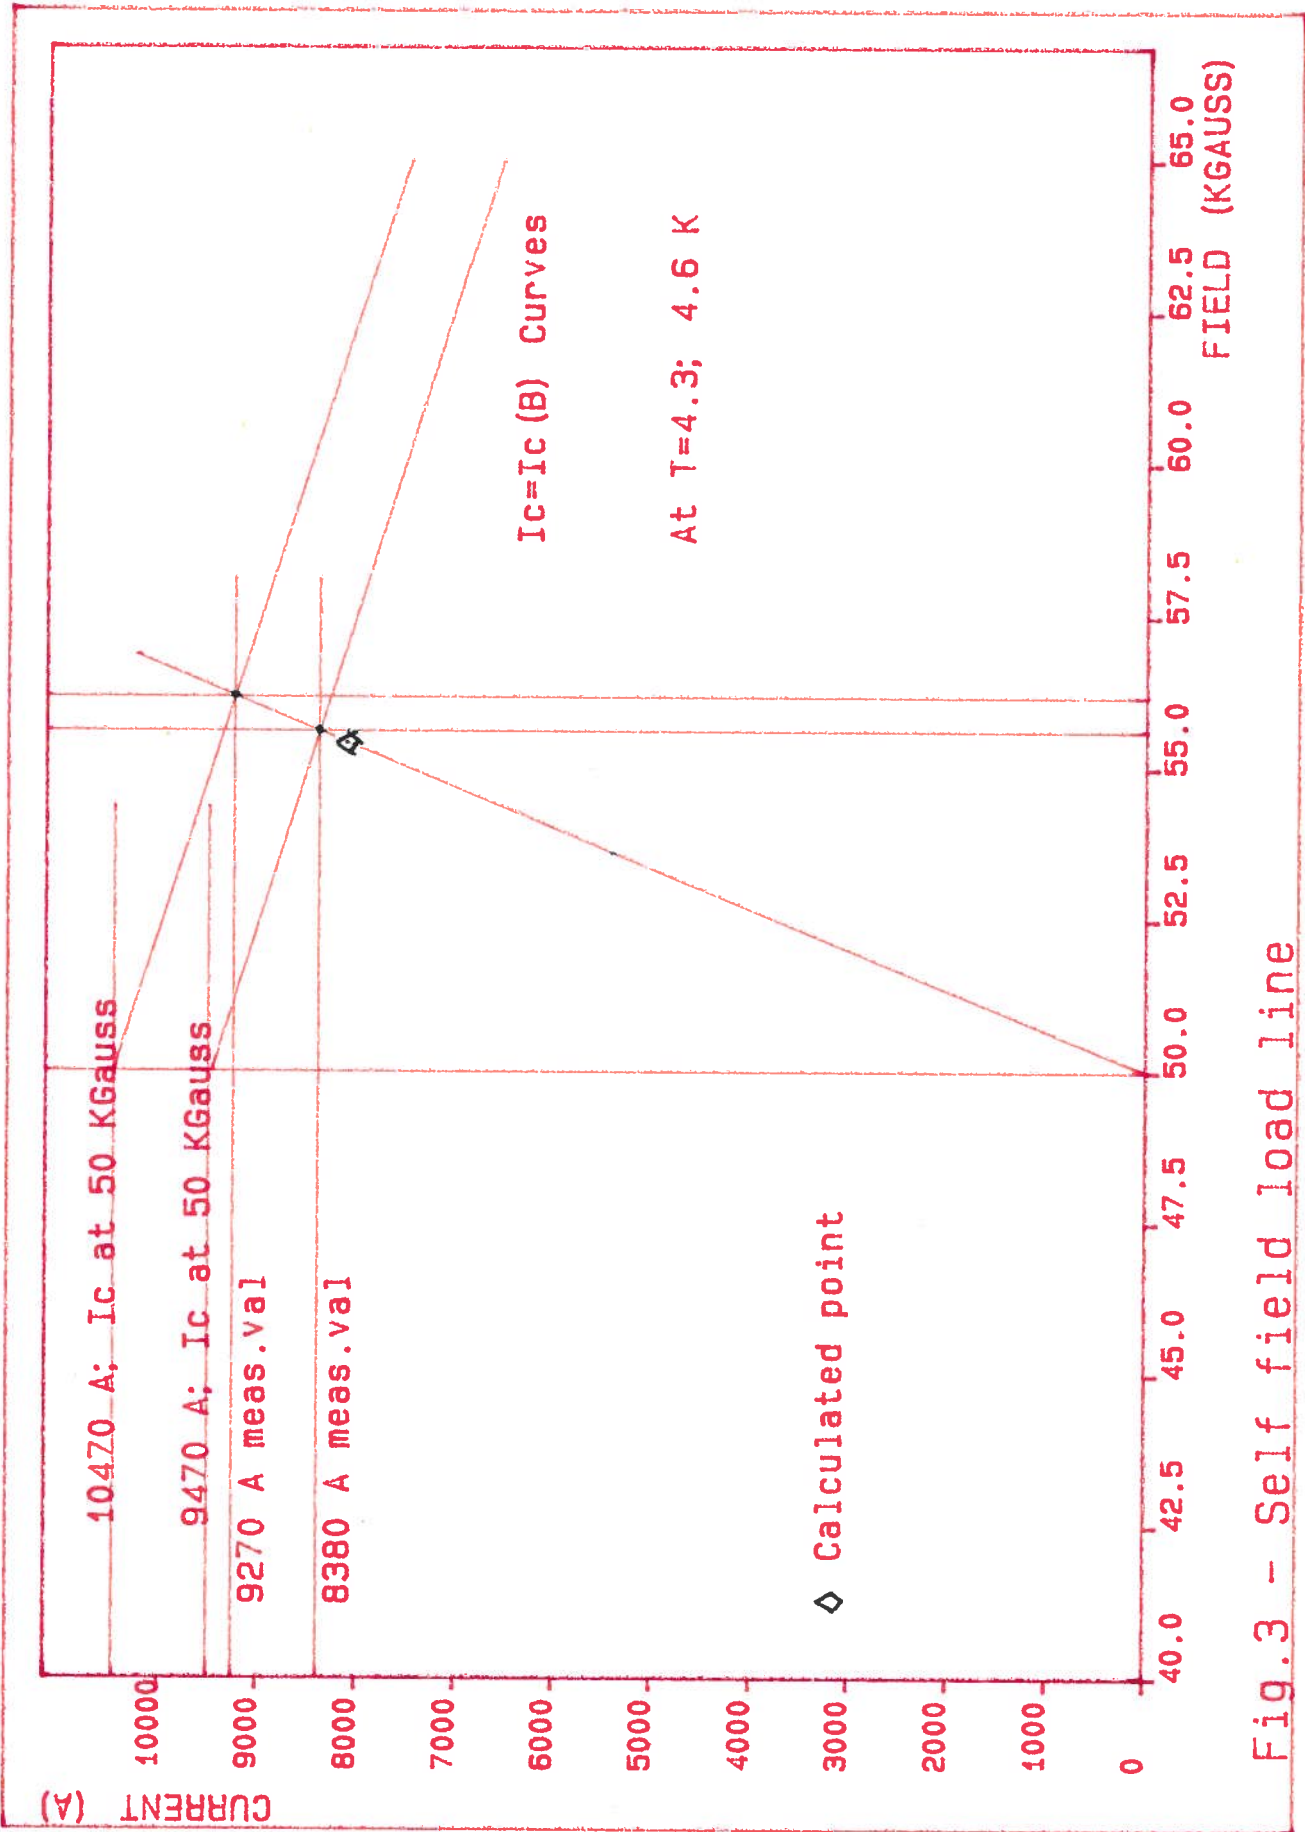 CURRENT (A)
10000
9000
8000
7000
6000
5000
4000
3000
2000
1000
0
10470 A; Ic at 50 KGauss
9470 A; Ic at 50 KGauss
9270 A meas.val
8380 A meas.val
Ic=Ic(B) Curves
At T=4.3; 4.6 K
◇ Calculated point
40.0 42.5 45.0 47.5 50.0 52.5 55.0 57.5 60.0 62.5 65.0
FIELD (KGAUSS)
Fig.3 - Self field load line